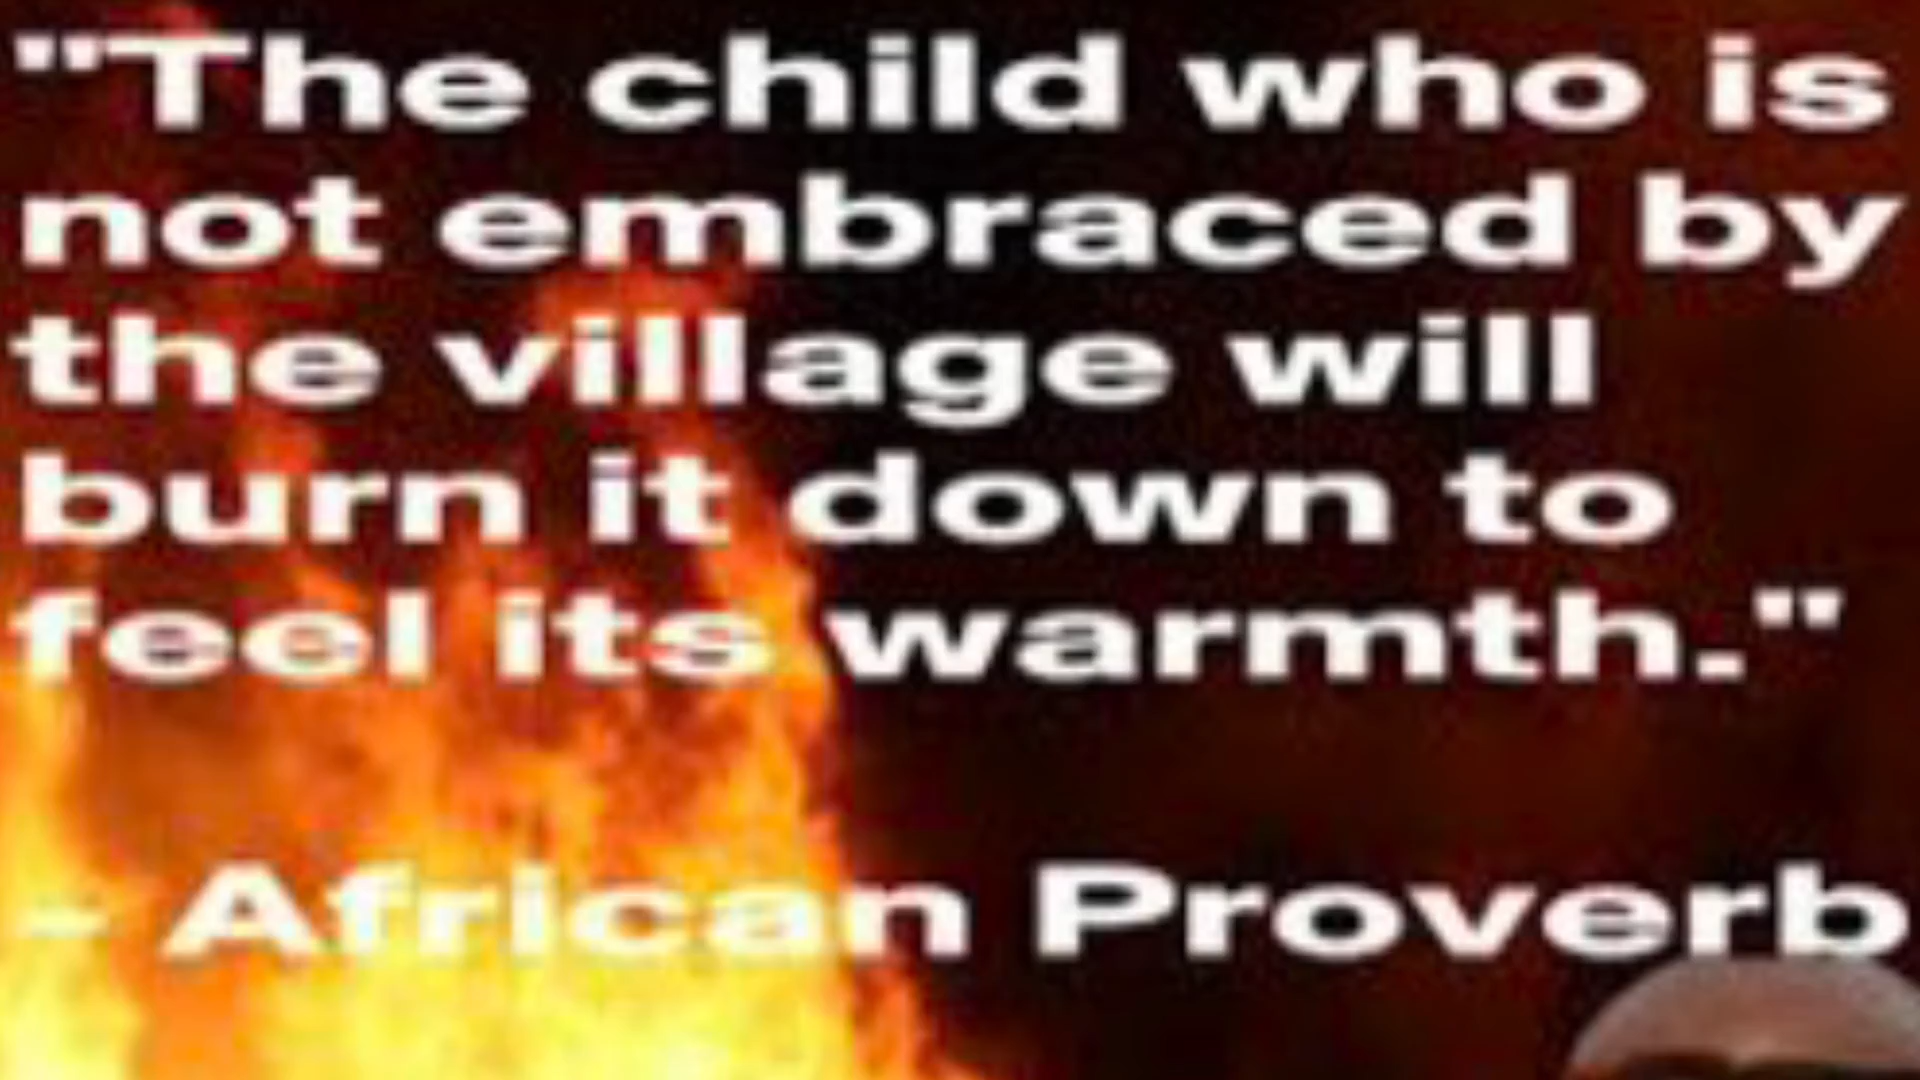 "The child who is
not embraced by
the village will
burn it down to
feel its warmth."
- African Proverb